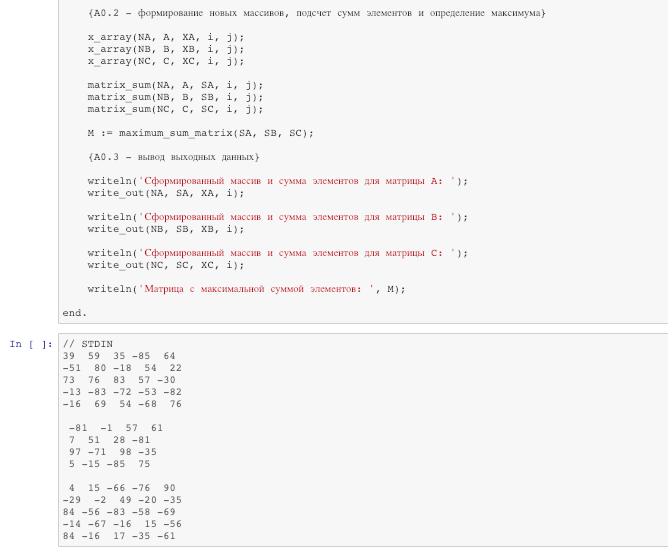 {A0.2 - формирование новых массивов, подсчет сумм элементов и определение максимума}
x_array(NA, A, XA, i, j);
x_array(NB, B, XB, i, j);
x_array(NC, C, XC, i, j);
matrix_sum(NA, A, SA, i, j);
matrix_sum(NB, B, SB, i, j);
matrix_sum(NC, C, SC, i, j);
M := maximum_sum_matrix(SA, SB, SC);
{A0.3 - вывод выходных данных}
writeln('Сформированный массив и сумма элементов для матрицы A: ');
write_out(NA, SA, XA, i);
writeln('Сформированный массив и сумма элементов для матрицы B: ');
write_out(NB, SB, XB, i);
writeln('Сформированный массив и сумма элементов для матрицы C: ');
write_out(NC, SC, XC, i);
writeln('Матрица с максимальной суммой элементов: ', M);
end.
In [ ]: // STDIN
39 59 35 -85 64
-51 80 -18 54 22
73 76 83 57 -30
-13 -83 -72 -53 -82
-16 69 54 -68 76
-81 -1 57 61
7 51 28 -81
97 -71 98 -35
5 -15 -85 75
4 15 -66 -76 90
-29 -2 49 -20 -35
84 -56 -83 -58 -69
-14 -67 -16 15 -56
84 -16 17 -35 -61